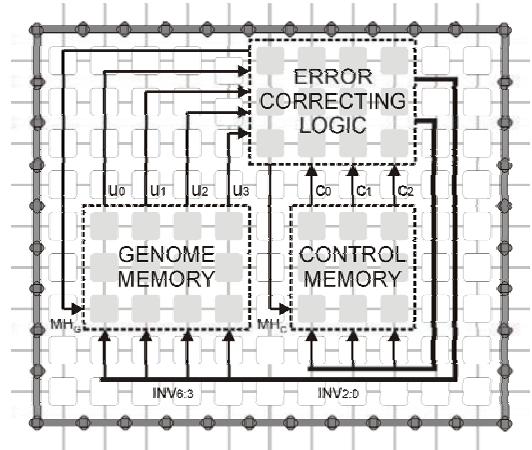 ERROR
CORRECTING
LOGIC
U0 U1 U2 U3 C0 C1 C2
GENOME
MEMORY
CONTROL
MEMORY
MHG MHC
INV6:3 INV2:0